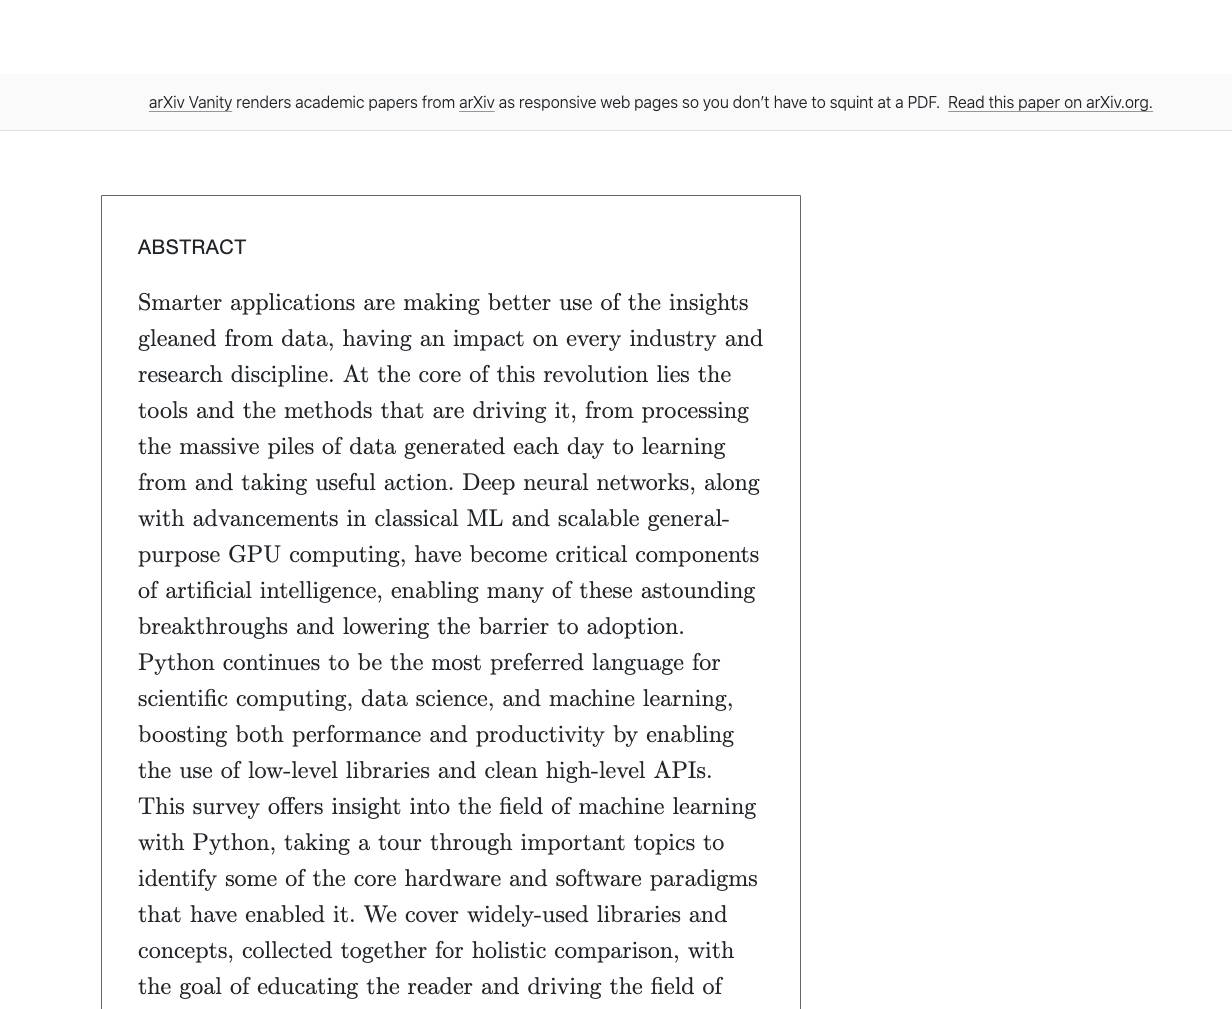 arXiv Vanity renders academic papers from arXiv as responsive web pages so you don’t have to squint at a PDF. Read this paper on arXiv.org.
ABSTRACT
Smarter applications are making better use of the insights
gleaned from data, having an impact on every industry and
research discipline. At the core of this revolution lies the
tools and the methods that are driving it, from processing
the massive piles of data generated each day to learning
from and taking useful action. Deep neural networks, along
with advancements in classical ML and scalable general-
purpose GPU computing, have become critical components
of artificial intelligence, enabling many of these astounding
breakthroughs and lowering the barrier to adoption.
Python continues to be the most preferred language for
scientific computing, data science, and machine learning,
boosting both performance and productivity by enabling
the use of low-level libraries and clean high-level APIs.
This survey offers insight into the field of machine learning
with Python, taking a tour through important topics to
identify some of the core hardware and software paradigms
that have enabled it. We cover widely-used libraries and
concepts, collected together for holistic comparison, with
the goal of educating the reader and driving the field of